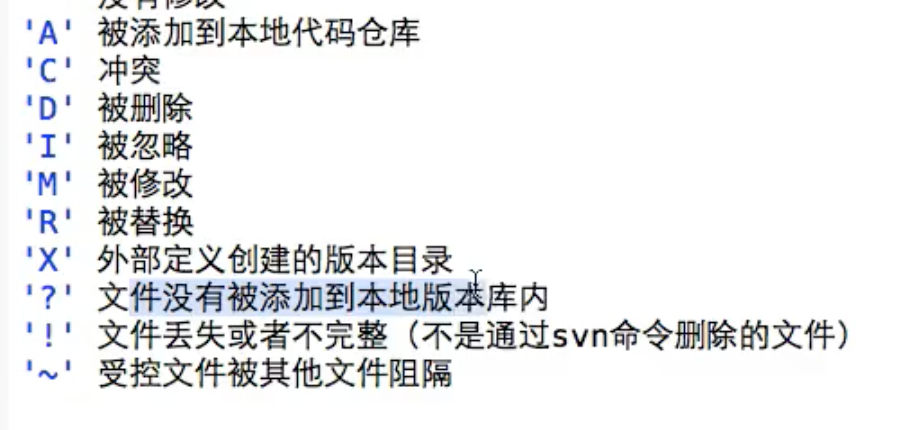 没有修改
'A' 被添加到本地代码仓库
'C' 冲突
'D' 被删除
'I' 被忽略
'M' 被修改
'R' 被替换
'X' 外部定义创建的版本目录
'?' 文件没有被添加到本地版本库内
'!' 文件丢失或者不完整（不是通过svn命令删除的文件）
'~' 受控文件被其他文件阻隔